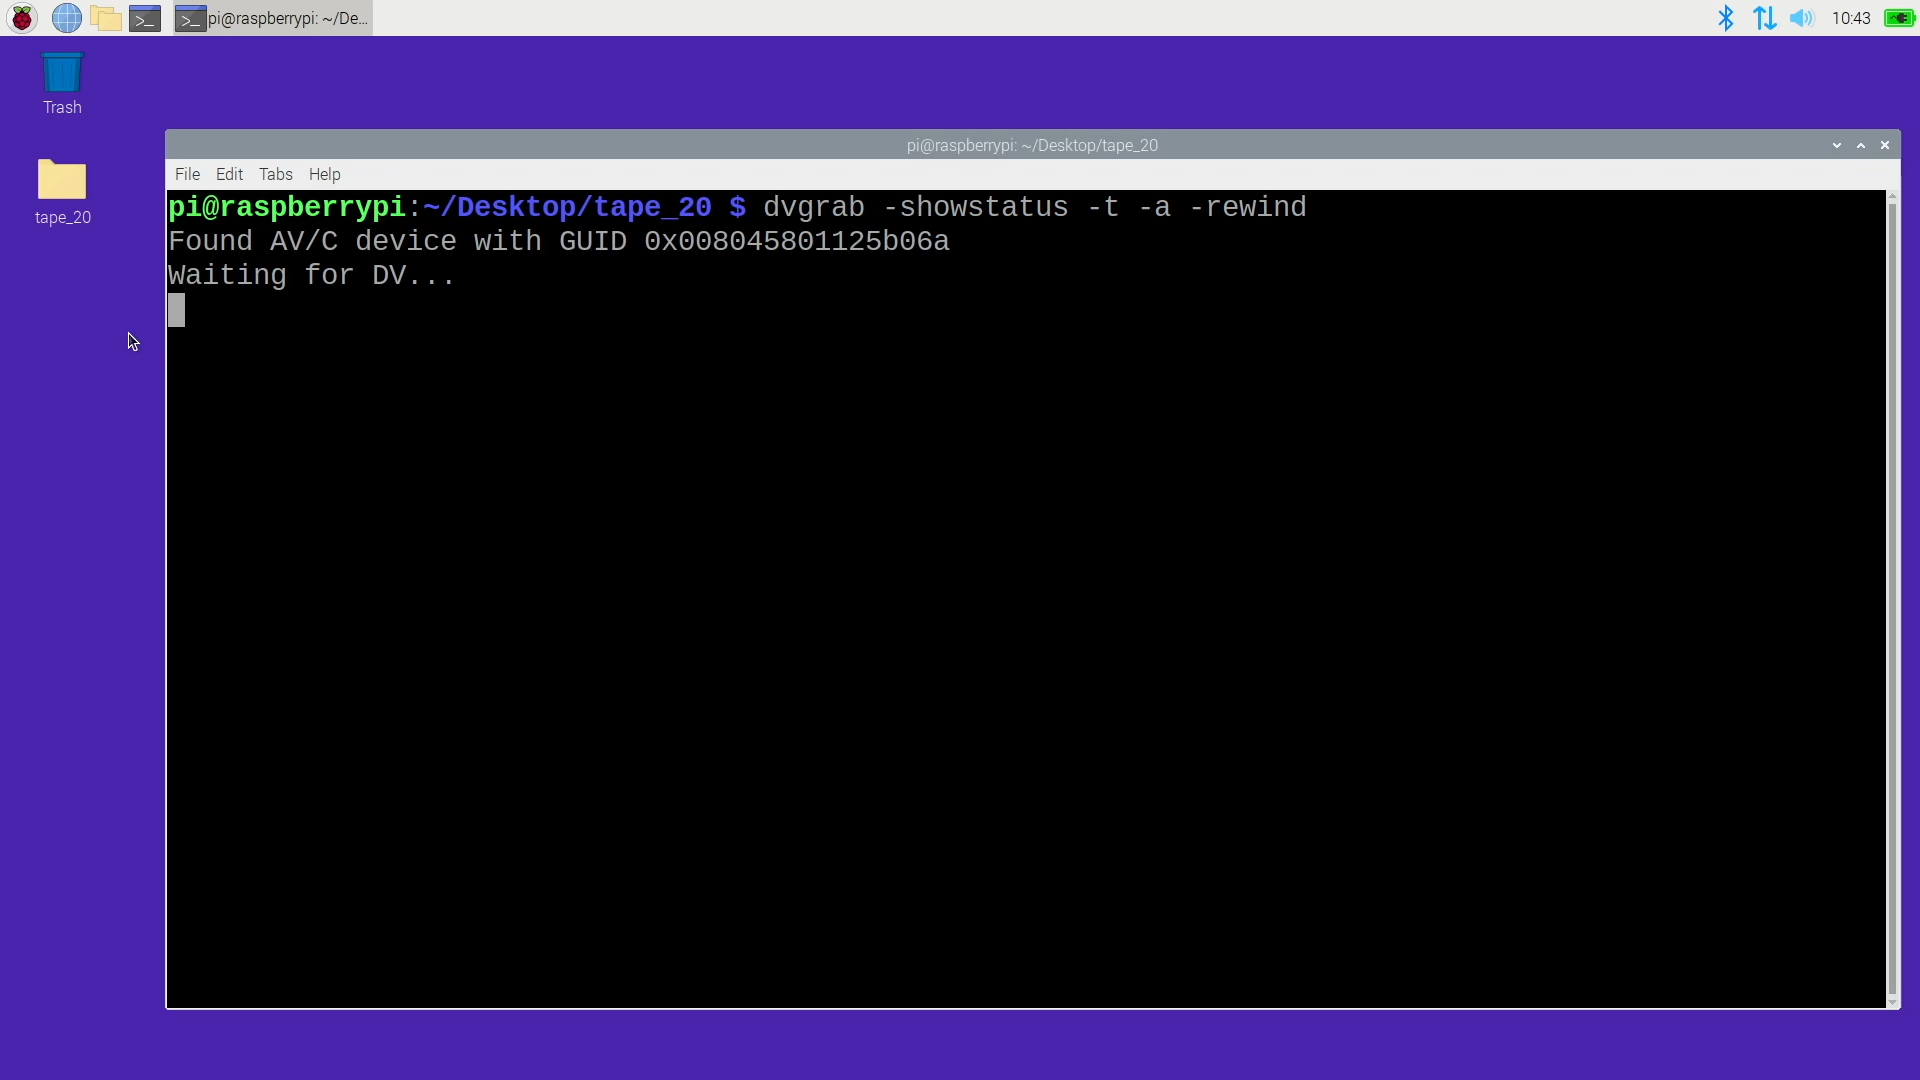 pi@raspberrypi: ~/De...
10:43
Trash
tape_20
pi@raspberrypi: ~/Desktop/tape_20
File Edit Tabs Help
pi@raspberrypi:~/Desktop/tape_20 $ dvgrab -showstatus -t -a -rewind
Found AV/C device with GUID 0x008045801125b06a
Waiting for DV...